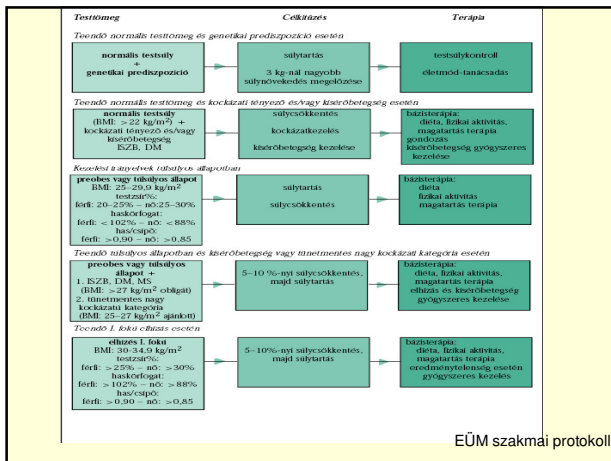 Testtömeg
Célkitűzés
Terápia
Teendő normális testtömeg és genetikai prediszpozíció esetén
normális testsúly
+
genetikai prediszpozíció
súlytartás
3 kg-nál nagyobb
súlynövekedés megelőzése
testsúlykontroll
életmód-tanácsadás
Teendő normális testtömeg és kockázati tényező és/vagy kísérőbetegség esetén
normális testsúly
(BMI: >22 kg/m²) +
kockázati tényező és/vagy
kísérőbetegség
ISZB, DM
súlycsökkentés
kockázatkezelés
kísérőbetegség kezelése
bázisterápia:
diéta, fizikai aktivitás,
magatartás terápia
gondozás
kísérőbetegség gyógyszeres
kezelése
Kezelési irányelvek túlsúlyos állapotban
preobes vagy túlsúlyos állapot
BMI: 25–29,9 kg/m²
testzsír%:
férfi: 20–25% – nő:25–30%
haskörfogat:
férfi: <102% – nő: <88%
has/csípő:
férfi: >0,90 – nő: >0,85
súlytartás
súlycsökkentés
bázisterápia:
diéta
fizikai aktivitás
magatartás terápia
Teendő túlsúlyos állapotban és kísérőbetegség vagy tünetmentes nagy kockázati kategória esetén
preobes vagy túlsúlyos
állapot +
1. ISZB, DM, MS
(BMI: >27 kg/m² obligát)
2. tünetmentes nagy
kockázatú kategória
(BMI: 25–27 kg/m² ajánlott)
5–10 %-nyi súlycsökkentés,
majd súlytartás
bázisterápia:
diéta, fizikai aktivitás,
magatartás terápia
elhízás és kísérőbetegség
gyógyszeres kezelése
Teendő I. fokú elhízás esetén
elhízás I. fokú
BMI: 30-34,9 kg/m²
testzsír%:
férfi: >25% – nő: >30%
haskörfogat:
férfi: >102% – nő: >88%
has/csípő:
férfi: >0,90 – nő: >0,85
5–10%-nyi súlycsökkentés,
majd súlytartás
bázisterápia:
diéta, fizikai aktivitás,
magatartás terápia
eredménytelenség esetén
gyógyszeres kezelés
EÜM szakmai protokoll